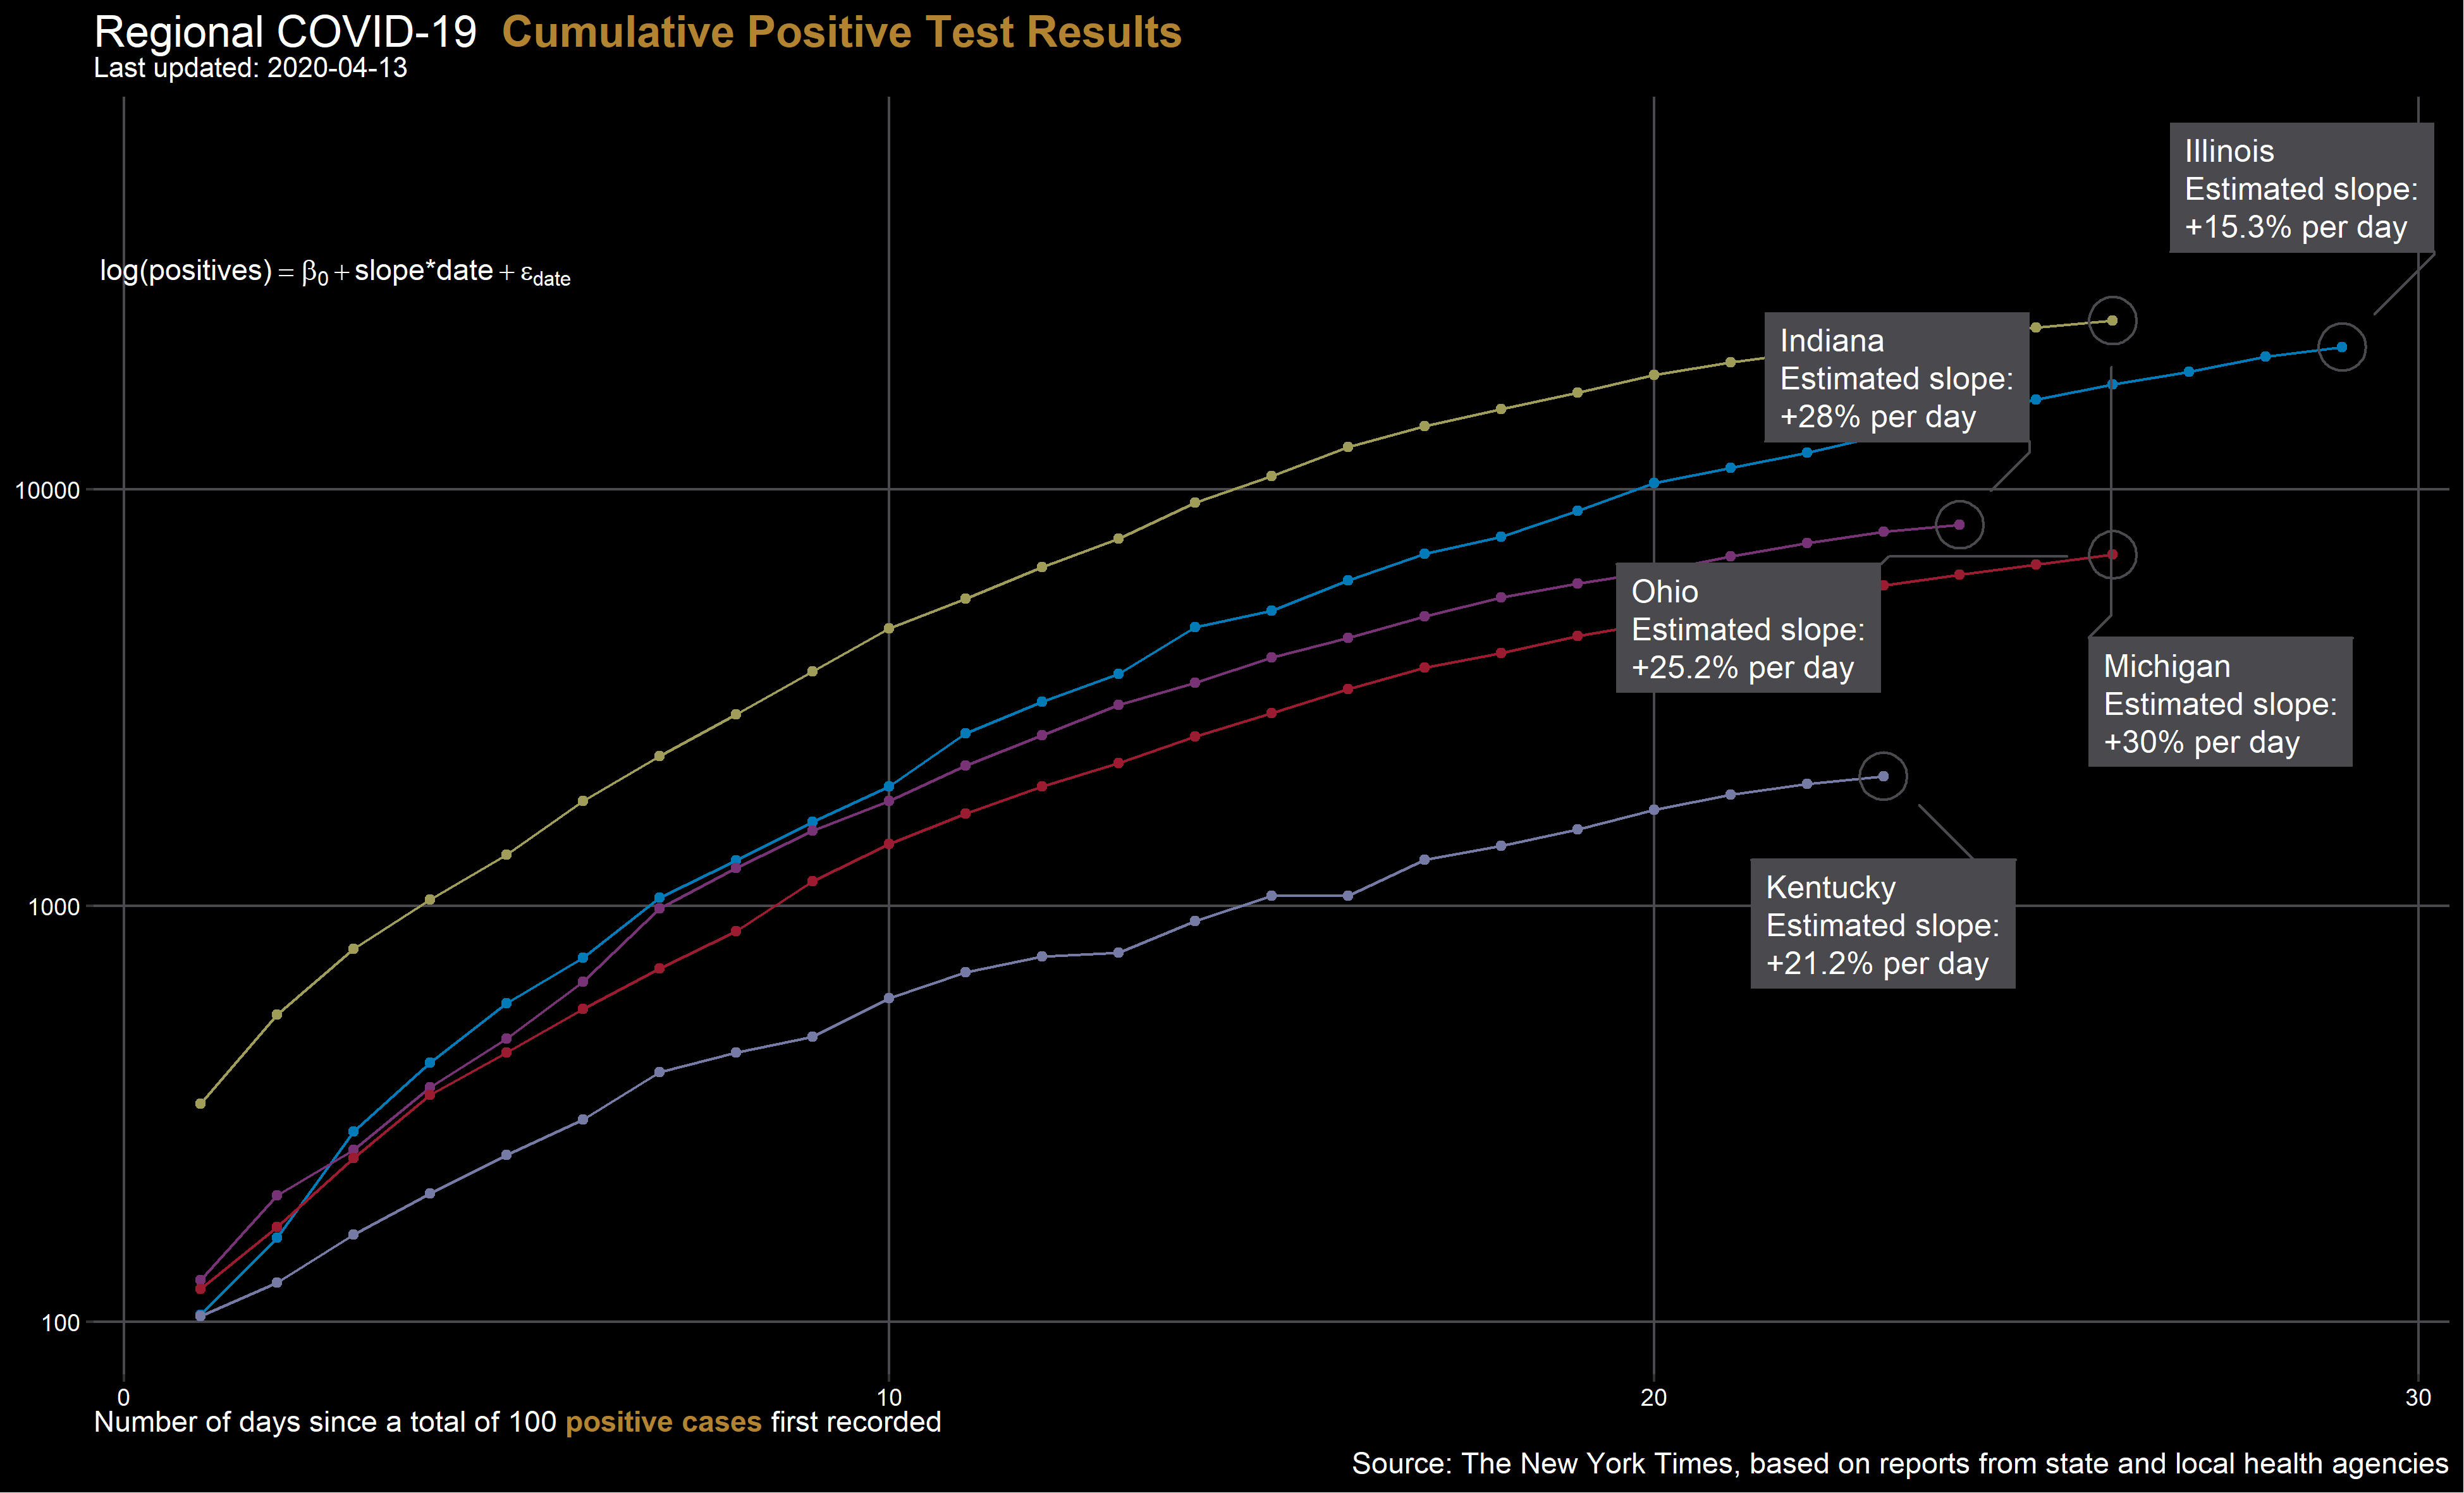 Regional COVID-19 Cumulative Positive Test Results
Last updated: 2020-04-13
Illinois
Estimated slope:
+15.3% per day
log(positives) = β0 + slope*date + εdate
Indiana
Estimated slope:
+28% per day
10000
Ohio
Estimated slope:
+25.2% per day
Michigan
Estimated slope:
+30% per day
Kentucky
Estimated slope:
+21.2% per day
1000
100
0 10 20 30
Number of days since a total of 100 positive cases first recorded
Source: The New York Times, based on reports from state and local health agencies